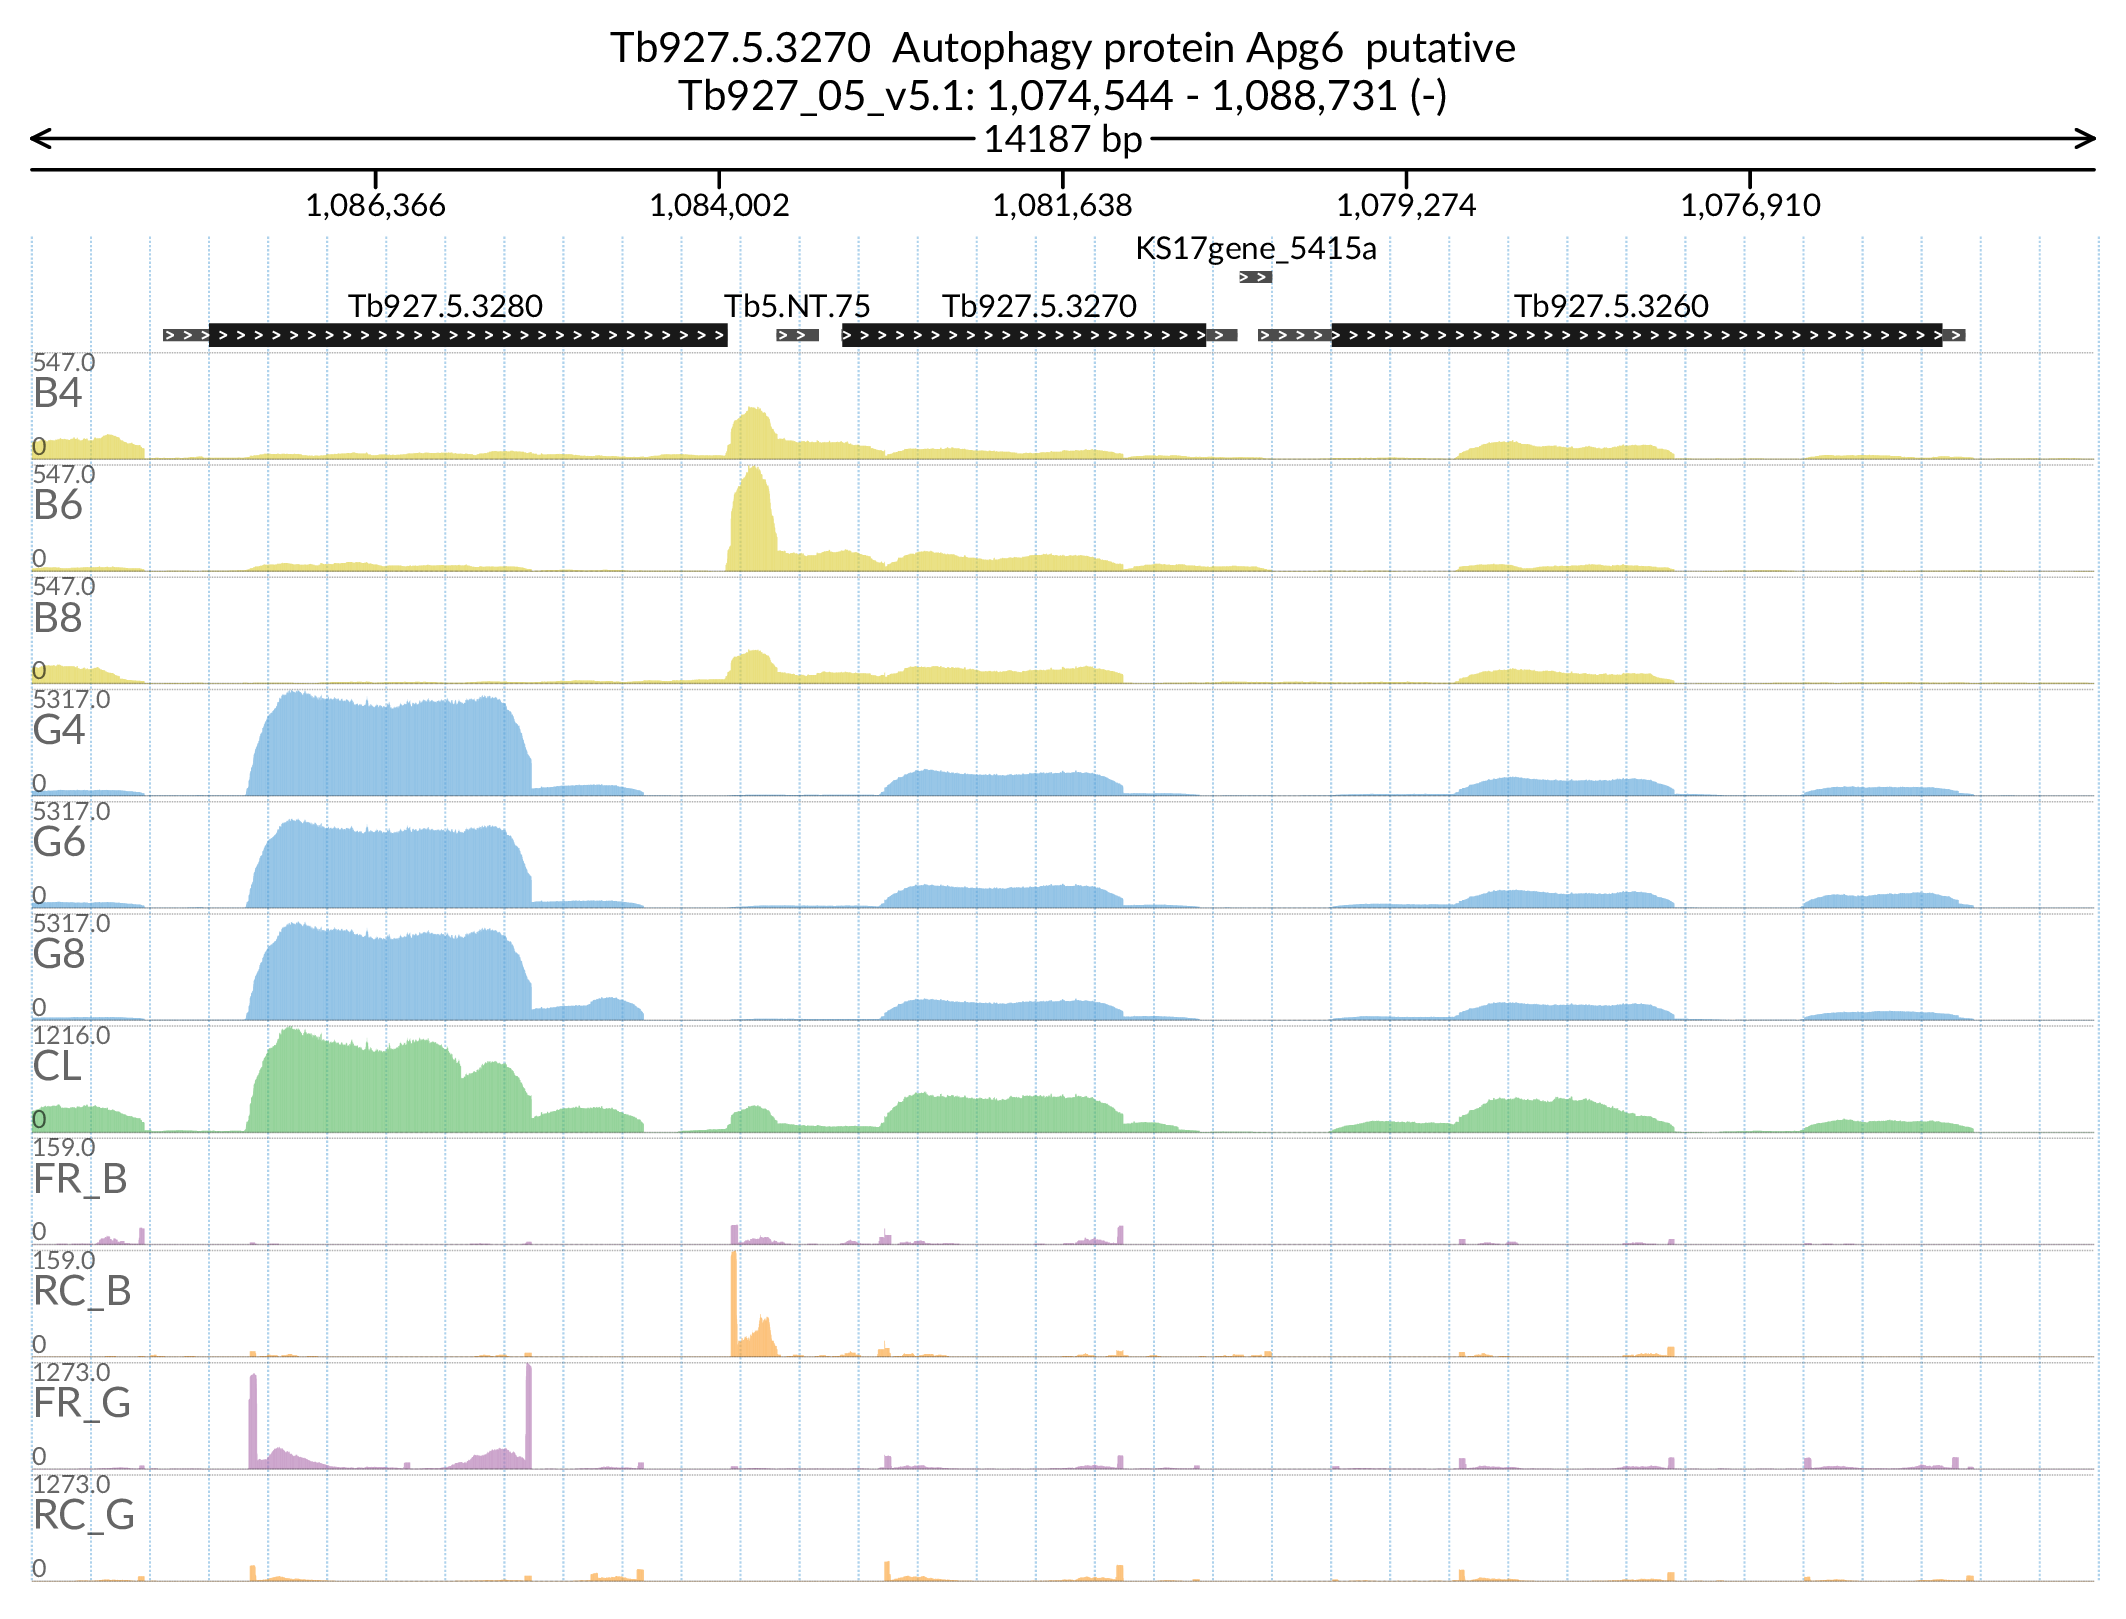 Tb927.5.3270 Autophagy protein Apg6 putative
Tb927_05_v5.1: 1,074,544 - 1,088,731 (-)
14187 bp
1,086,366 1,084,002 1,081,638 1,079,274 1,076,910
KS17gene_5415a
Tb927.5.3280 Tb5.NT.75 Tb927.5.3270 Tb927.5.3260
547.0
B4
0
547.0
B6
0
547.0
B8
0
5317.0
G4
0
5317.0
G6
0
5317.0
G8
0
1216.0
CL
0
159.0
FR_B
0
159.0
RC_B
0
1273.0
FR_G
0
1273.0
RC_G
0